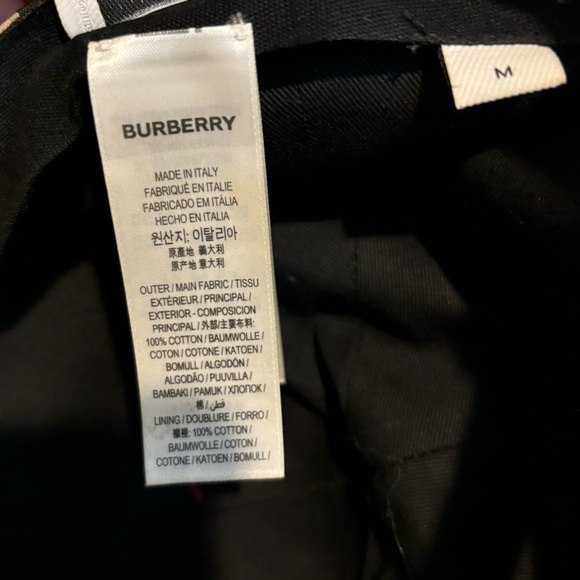 BURBERRY
MADE IN ITALY
FABRIQUÉ EN ITALIE
FABRICADO EM ITÁLIA
HECHO EN ITALIA
원산지: 이탈리아
原產地 義大利
原产地 意大利
OUTER / MAIN FABRIC / TISSU
EXTÉRIEUR / PRINCIPAL /
EXTERIOR - COMPOSICION
PRINCIPAL / 外部/主要布料:
100% COTTON / BAUMWOLLE /
COTON / COTONE / KATOEN /
BOMULL / ALGODÓN /
ALGODÃO / PUUVILLA /
BAMBAKI / PAMUK / ХЛОПОК /
棉 / قطن
LINING / DOUBLURE / FORRO /
襯裡: 100% COTTON /
BAUMWOLLE / COTON /
COTONE / KATOEN / BOMULL /
M